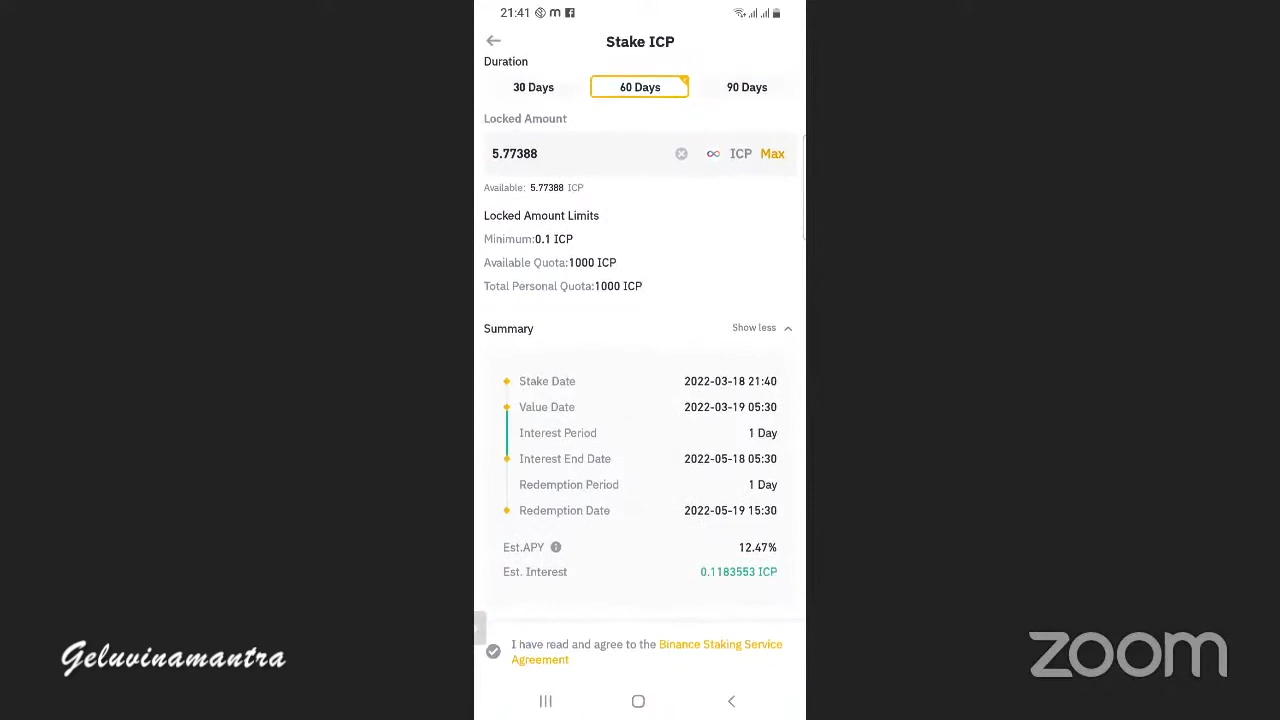 21:41
Stake ICP
Duration
30 Days 60 Days 90 Days
Locked Amount
5.77388 ICP Max
Available: 5.77388 ICP
Locked Amount Limits
Minimum:0.1 ICP
Available Quota:1000 ICP
Total Personal Quota:1000 ICP
Summary Show less
Stake Date 2022-03-18 21:40
Value Date 2022-03-19 05:30
Interest Period 1 Day
Interest End Date 2022-05-18 05:30
Redemption Period 1 Day
Redemption Date 2022-05-19 15:30
Est.APY 12.47%
Est. Interest 0.1183553 ICP
I have read and agree to the Binance Staking Service
Agreement
Geluvinamantra
zoom